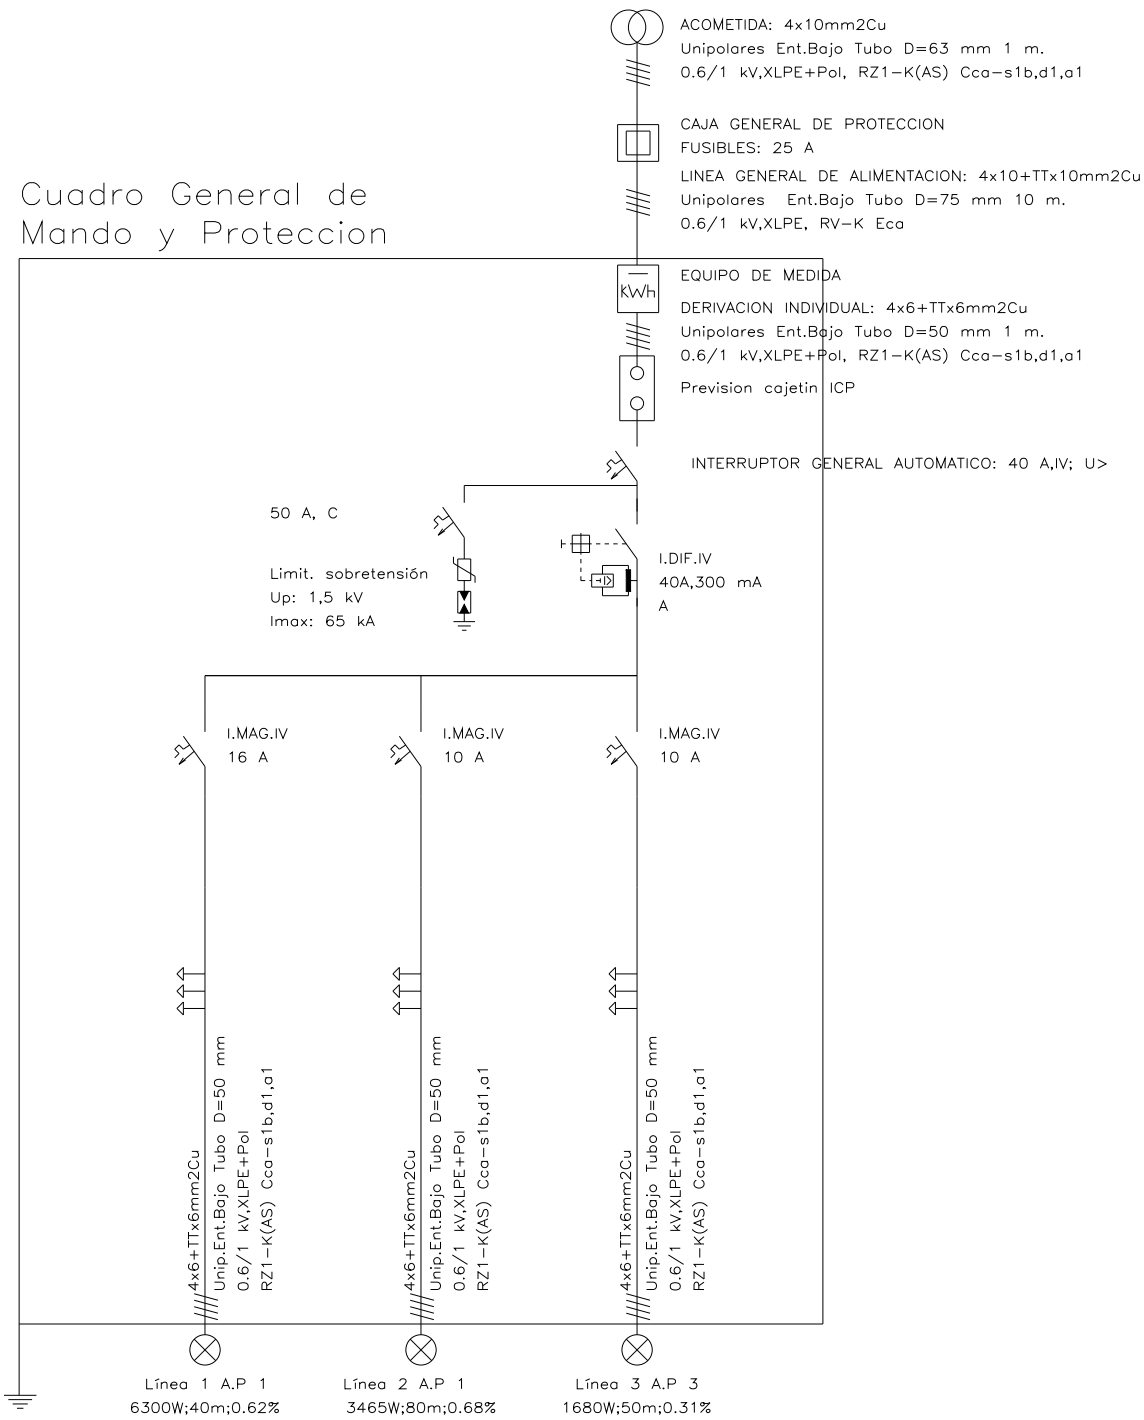 ACOMETIDA: 4x10mm2Cu
Unipolares Ent.Bajo Tubo D=63 mm 1 m.
0.6/1 kV,XLPE+Pol, RZ1-K(AS) Cca-s1b,d1,a1
CAJA GENERAL DE PROTECCION
FUSIBLES: 25 A
LINEA GENERAL DE ALIMENTACION: 4x10+TTx10mm2Cu
Unipolares Ent.Bajo Tubo D=75 mm 10 m.
0.6/1 kV,XLPE, RV-K Eca
Cuadro General de
Mando y Proteccion
EQUIPO DE MEDIDA
KWh
DERIVACION INDIVIDUAL: 4x6+TTx6mm2Cu
Unipolares Ent.Bajo Tubo D=50 mm 1 m.
0.6/1 kV,XLPE+Pol, RZ1-K(AS) Cca-s1b,d1,a1
Prevision cajetin ICP
INTERRUPTOR GENERAL AUTOMATICO: 40 A,IV; U>
50 A, C
Limit. sobretensión
Up: 1,5 kV
Imax: 65 kA
I.DIF.IV
40A,300 mA
A
I.MAG.IV
16 A
I.MAG.IV
10 A
I.MAG.IV
10 A
4x6+TTx6mm2Cu
Unip.Ent.Bajo Tubo D=50 mm
0.6/1 kV,XLPE+Pol
RZ1-K(AS) Cca-s1b,d1,a1
4x6+TTx6mm2Cu
Unip.Ent.Bajo Tubo D=50 mm
0.6/1 kV,XLPE+Pol
RZ1-K(AS) Cca-s1b,d1,a1
4x6+TTx6mm2Cu
Unip.Ent.Bajo Tubo D=50 mm
0.6/1 kV,XLPE+Pol
RZ1-K(AS) Cca-s1b,d1,a1
Línea 1 A.P 1
6300W;40m;0.62%
Línea 2 A.P 1
3465W;80m;0.68%
Línea 3 A.P 3
1680W;50m;0.31%